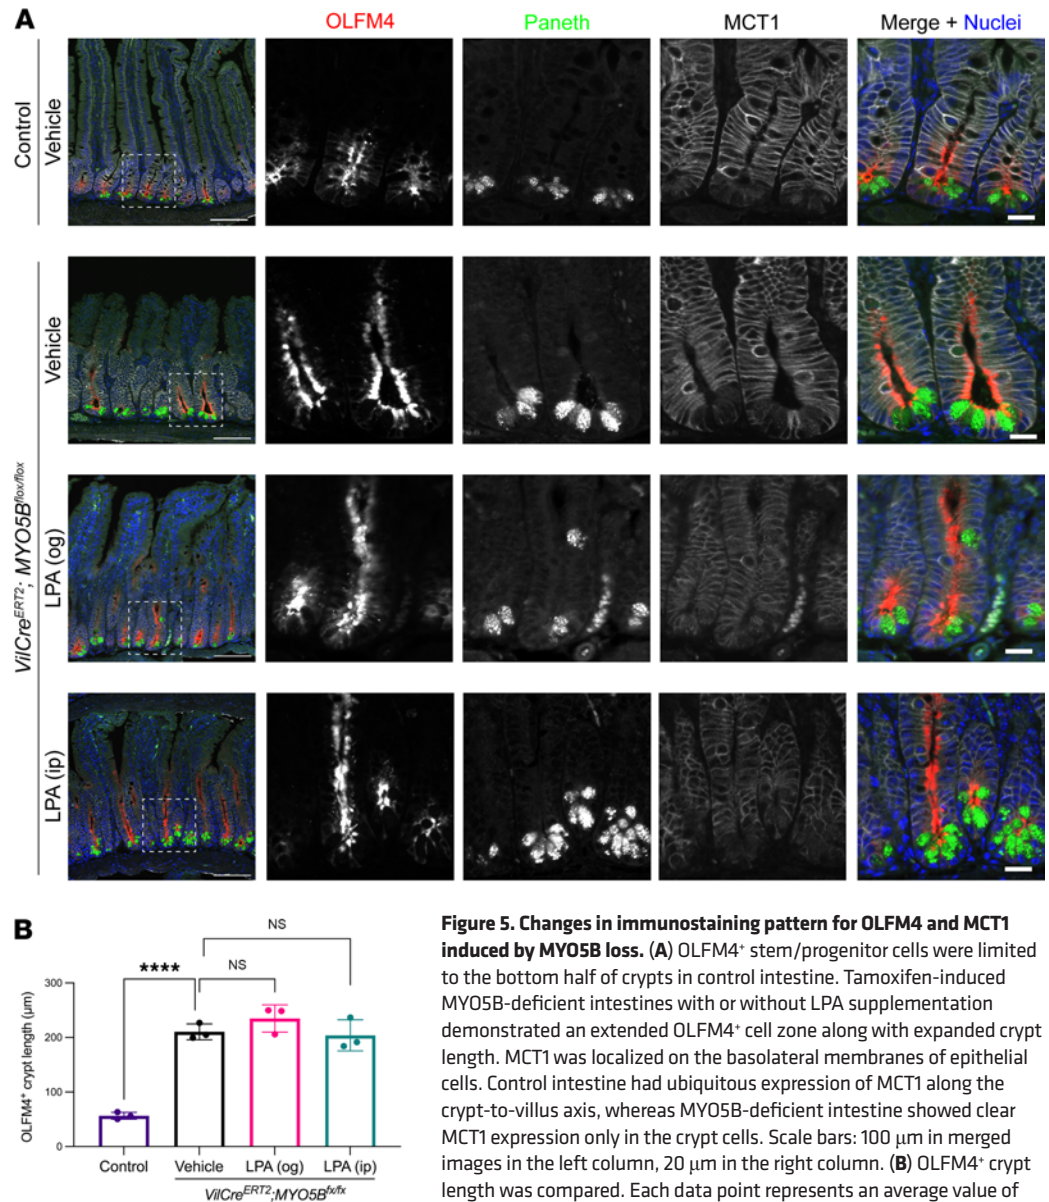 A
OLFM4
Paneth
MCT1
Merge + Nuclei
Control
Vehicle
VilCreERT2; MYO5Bflox/flox
Vehicle
LPA (og)
LPA (ip)
B
NS
NS
****
OLFM4+ crypt length (μm)
300
200
100
0
Control
Vehicle
LPA (og)
LPA (ip)
VilCreERT2;MYO5Bfx/fx
Figure 5. Changes in immunostaining pattern for OLFM4 and MCT1
induced by MYO5B loss. (A) OLFM4+ stem/progenitor cells were limited
to the bottom half of crypts in control intestine. Tamoxifen-induced
MYO5B-deficient intestines with or without LPA supplementation
demonstrated an extended OLFM4+ cell zone along with expanded crypt
length. MCT1 was localized on the basolateral membranes of epithelial
cells. Control intestine had ubiquitous expression of MCT1 along the
crypt-to-villus axis, whereas MYO5B-deficient intestine showed clear
MCT1 expression only in the crypt cells. Scale bars: 100 μm in merged
images in the left column, 20 μm in the right column. (B) OLFM4+ crypt
length was compared. Each data point represents an average value of